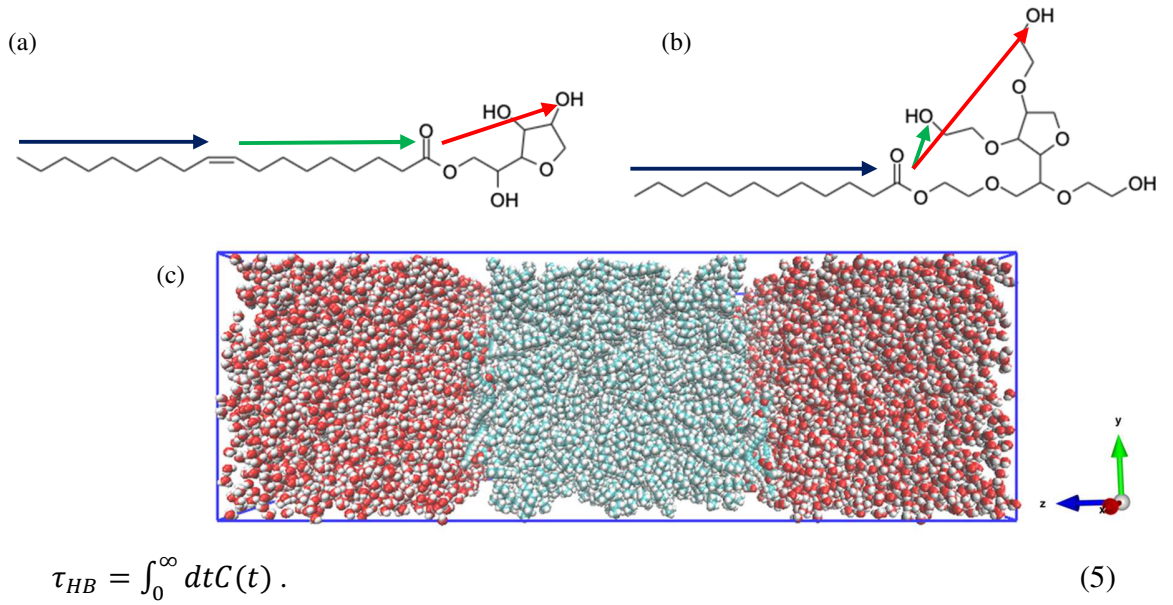 (a)
(b)
OH
O
HO
OH
HO
O
O
O
O
O
O
O
OH
O
O
O
OH
(c)
y
z
x
τ_HB = ∫_0^∞ dtC(t) . (5)